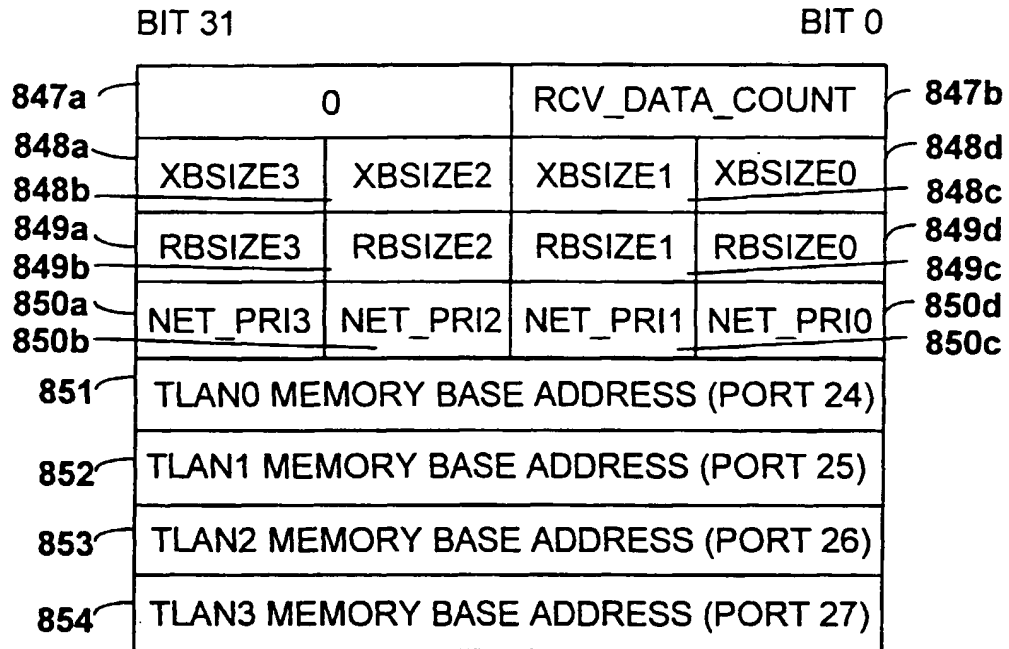 BIT 31 BIT 0
847a 0 RCV_DATA_COUNT 847b
848a XBSIZE3 XBSIZE2 XBSIZE1 XBSIZE0 848d
848b 848c
849a RBSIZE3 RBSIZE2 RBSIZE1 RBSIZE0 849d
849b 849c
850a NET_PRI3 NET_PRI2 NET_PRI1 NET_PRI0 850d
850b 850c
851 TLAN0 MEMORY BASE ADDRESS (PORT 24)
852 TLAN1 MEMORY BASE ADDRESS (PORT 25)
853 TLAN2 MEMORY BASE ADDRESS (PORT 26)
854 TLAN3 MEMORY BASE ADDRESS (PORT 27)